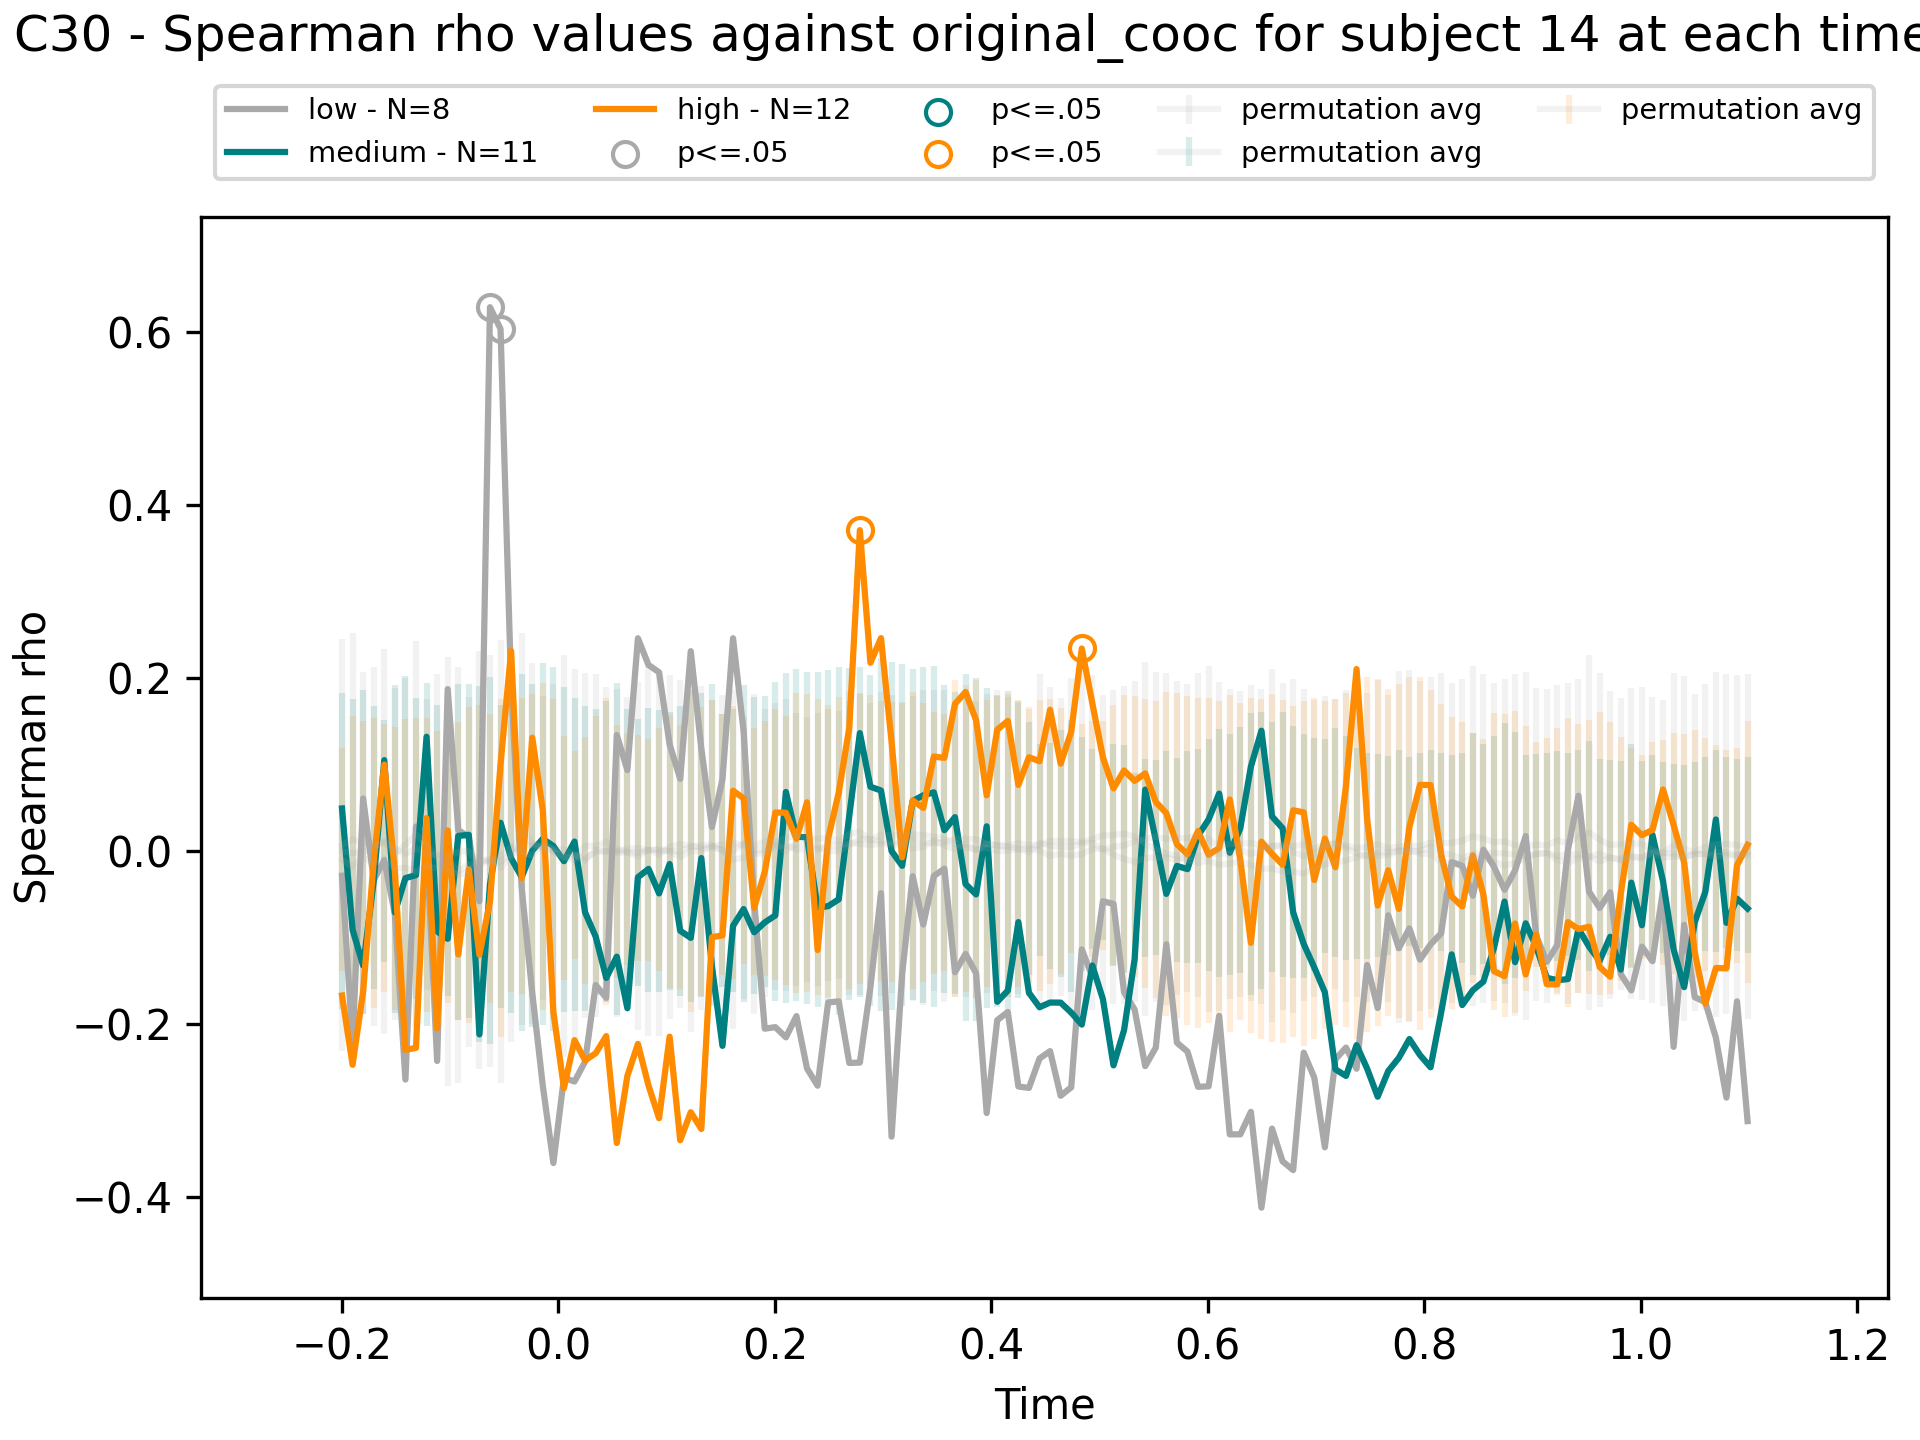 C30 - Spearman rho values against original_cooc for subject 14 at each time
low - N=8
medium - N=11
high - N=12
p<=.05
p<=.05
p<=.05
permutation avg
permutation avg
permutation avg
Spearman rho
0.6
0.4
0.2
0.0
−0.2
−0.4
−0.2 0.0 0.2 0.4 0.6 0.8 1.0 1.2
Time